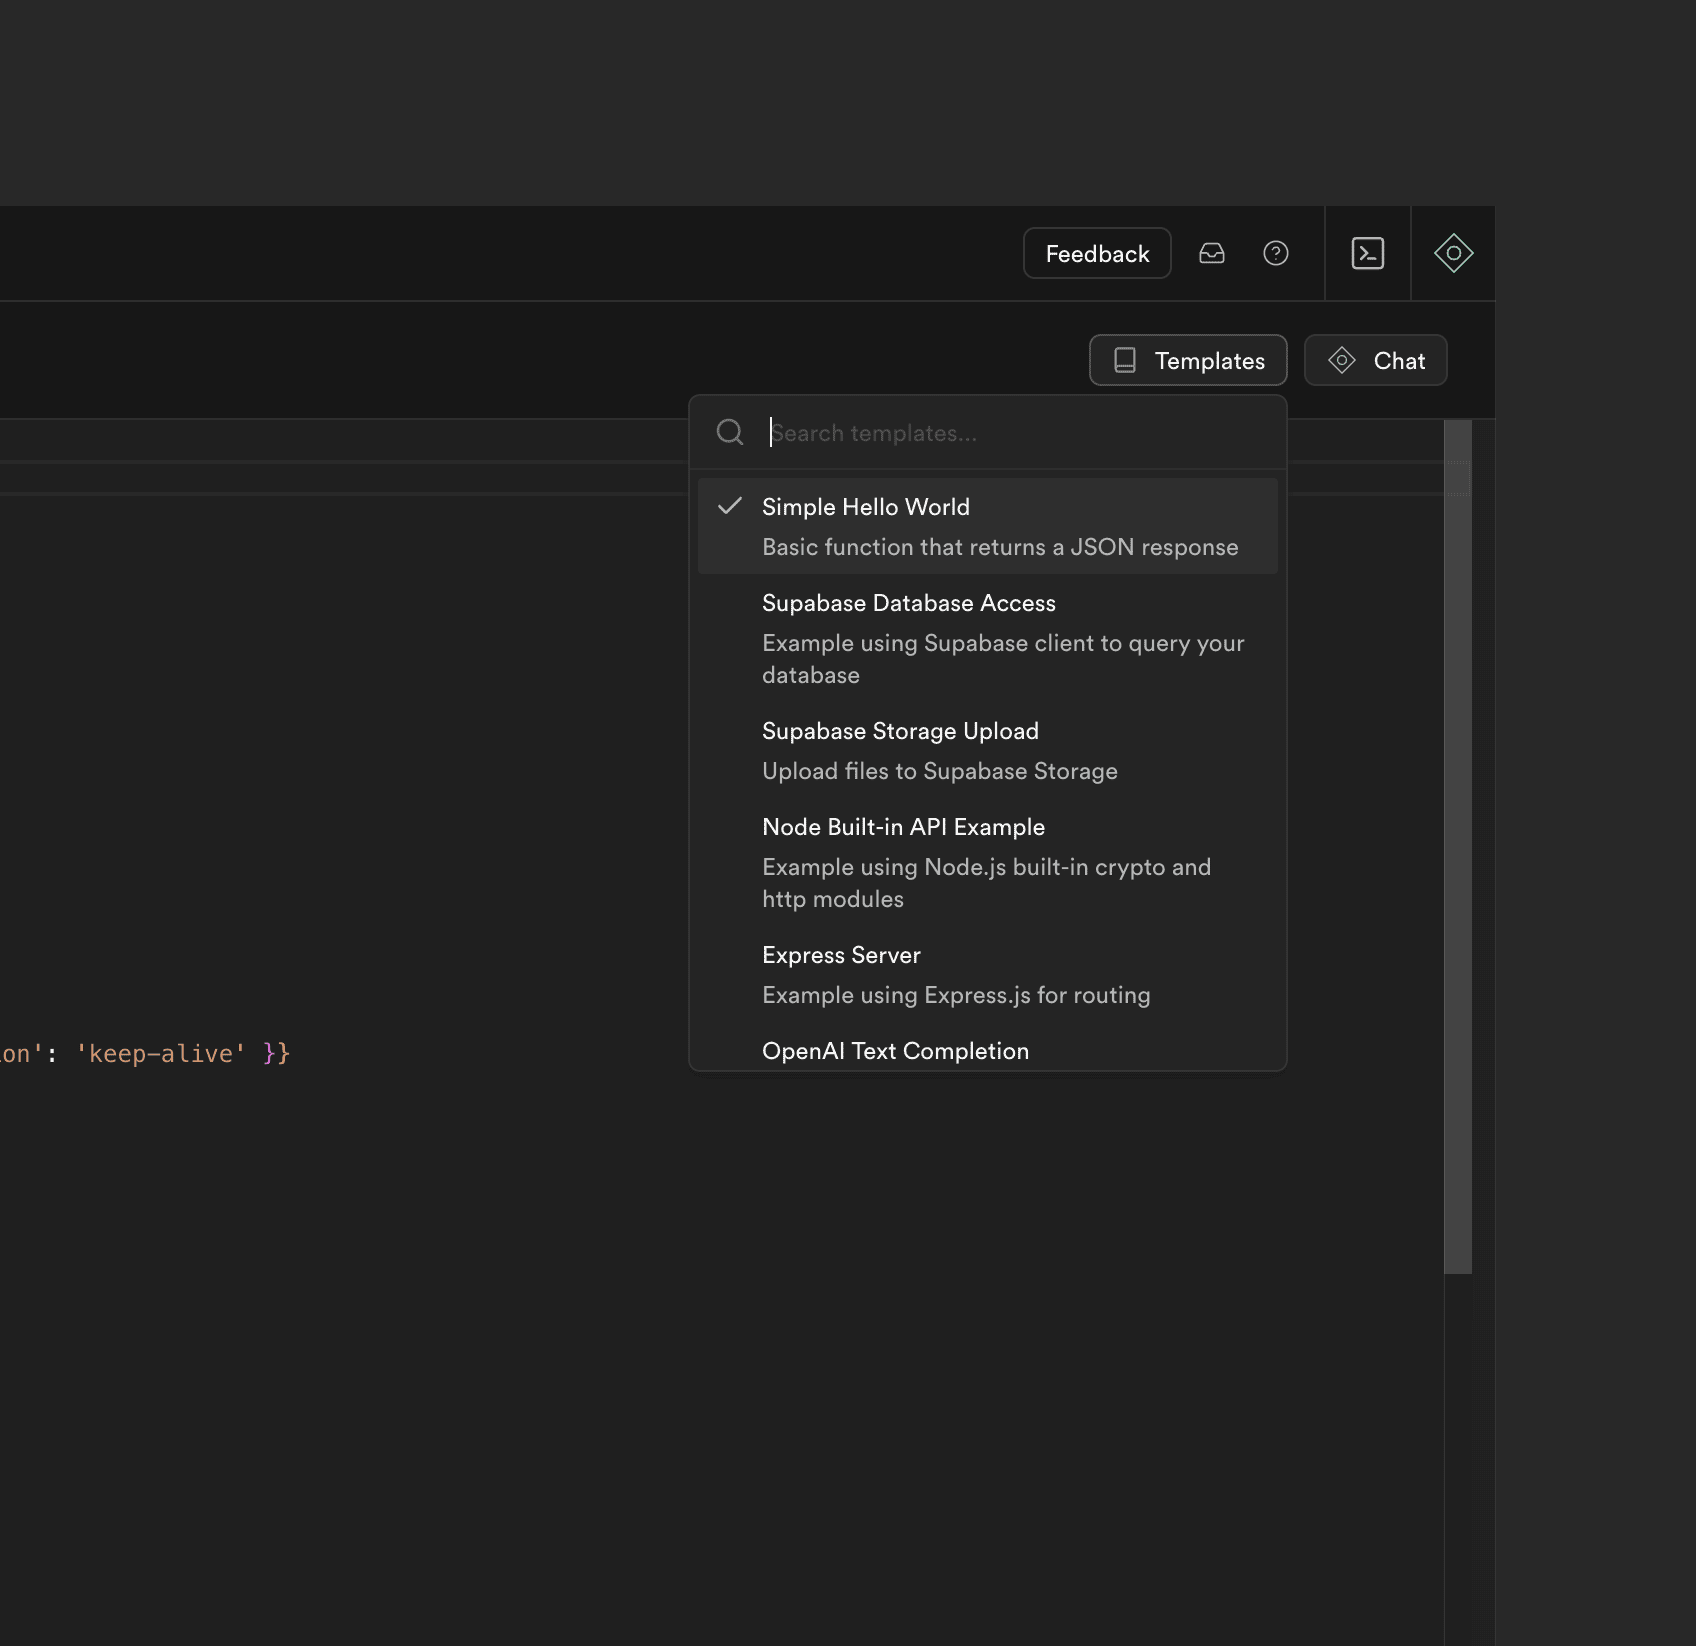 Feedback
Templates
Chat
Search templates...
Simple Hello World
Basic function that returns a JSON response
Supabase Database Access
Example using Supabase client to query your
database
Supabase Storage Upload
Upload files to Supabase Storage
Node Built-in API Example
Example using Node.js built-in crypto and
http modules
Express Server
Example using Express.js for routing
OpenAI Text Completion
on': 'keep-alive' }}